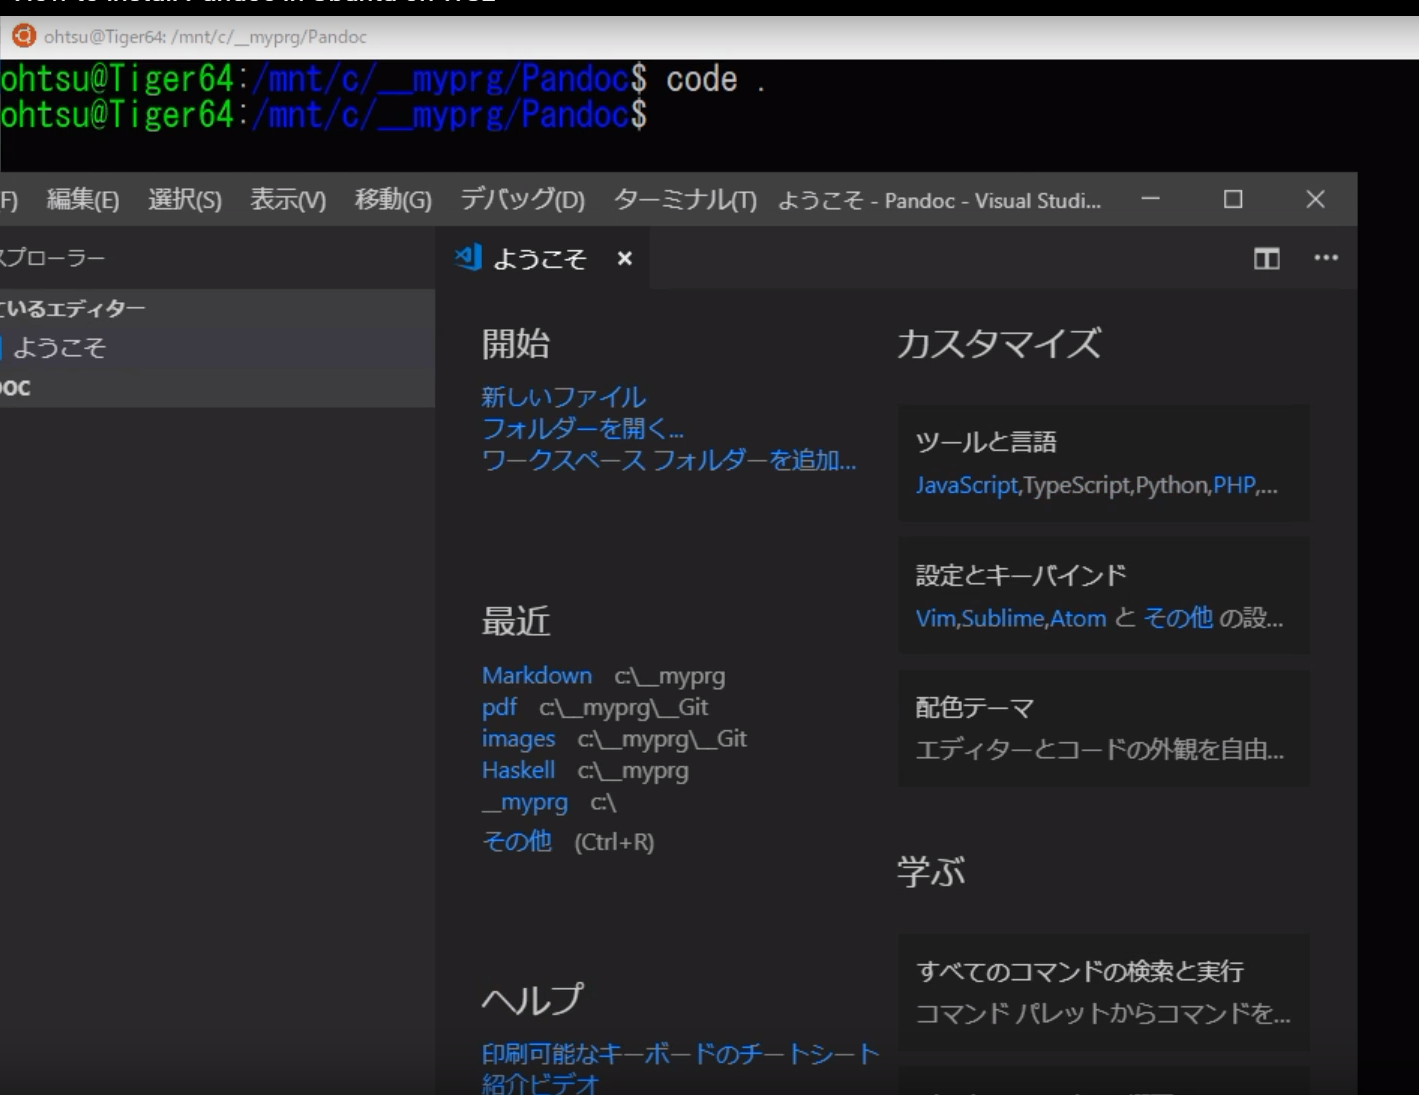 ohtsu@Tiger64: /mnt/c/__myprg/Pandoc
ohtsu@Tiger64:/mnt/c/__myprg/Pandoc$ code .
ohtsu@Tiger64:/mnt/c/__myprg/Pandoc$
編集(E) 選択(S) 表示(V) 移動(G) デバッグ(D) ターミナル(T) ようこそ - Pandoc - Visual Studi...
スプローラー
ようこそ
ているエディター
ようこそ
開始
新しいファイル
フォルダーを開く...
ワークスペース フォルダーを追加...
最近
Markdown c:\__myprg
pdf c:\__myprg\__Git
images c:\__myprg\__Git
Haskell c:\__myprg
__myprg c:\
その他 (Ctrl+R)
ヘルプ
印刷可能なキーボードのチートシート
紹介ビデオ
カスタマイズ
ツールと言語
JavaScript,TypeScript,Python,PHP,...
設定とキーバインド
Vim,Sublime,Atom と その他 の設...
配色テーマ
エディターとコードの外観を自由...
学ぶ
すべてのコマンドの検索と実行
コマンド パレットからコマンドを...